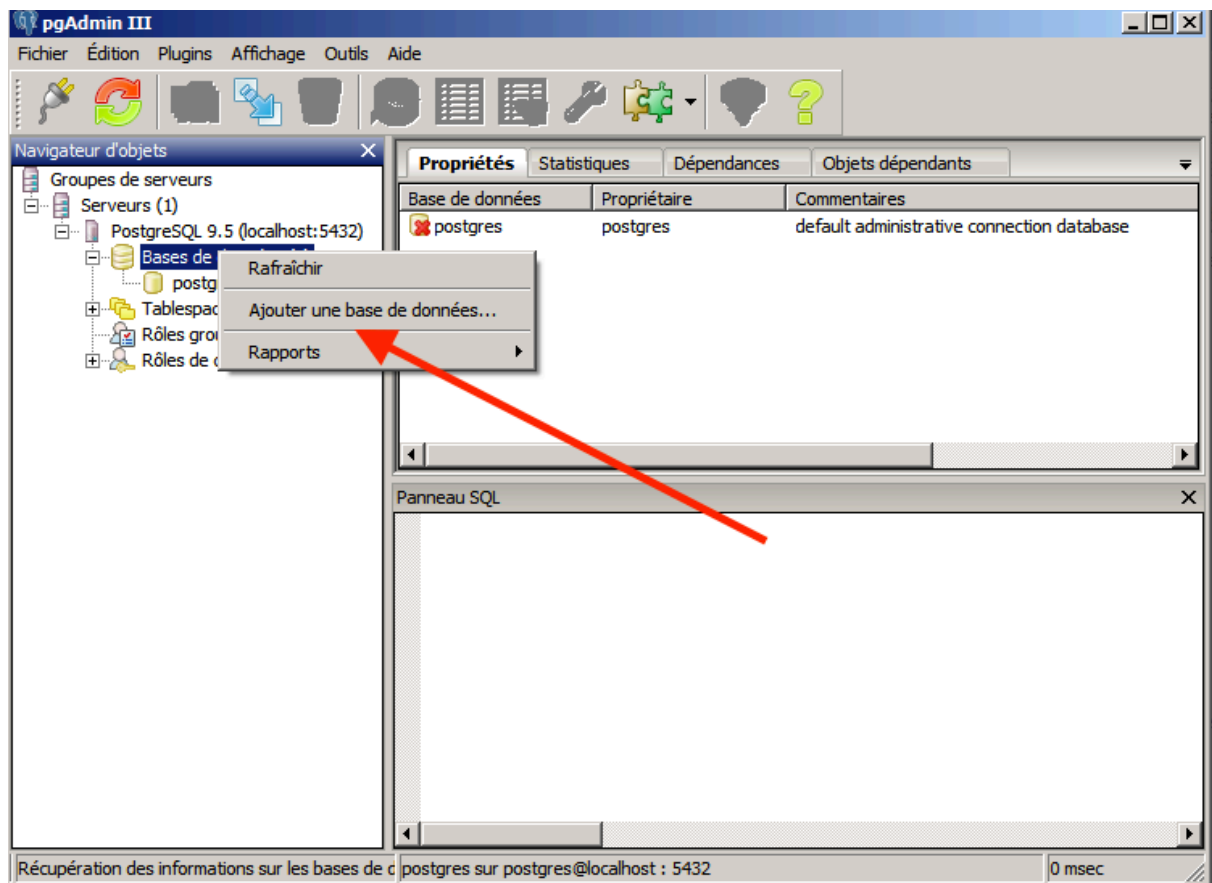 pgAdmin III
Fichier Édition Plugins Affichage Outils Aide
Navigateur d'objets
Groupes de serveurs
Serveurs (1)
PostgreSQL 9.5 (localhost:5432)
Bases de
postg
Tablespac
Rôles grou
Rôles de
Rafraîchir
Ajouter une base de données...
Rapports
Propriétés Statistiques Dépendances Objets dépendants
Base de données Propriétaire Commentaires
postgres postgres default administrative connection database
Panneau SQL
Récupération des informations sur les bases de postgres sur postgres@localhost : 5432 0 msec